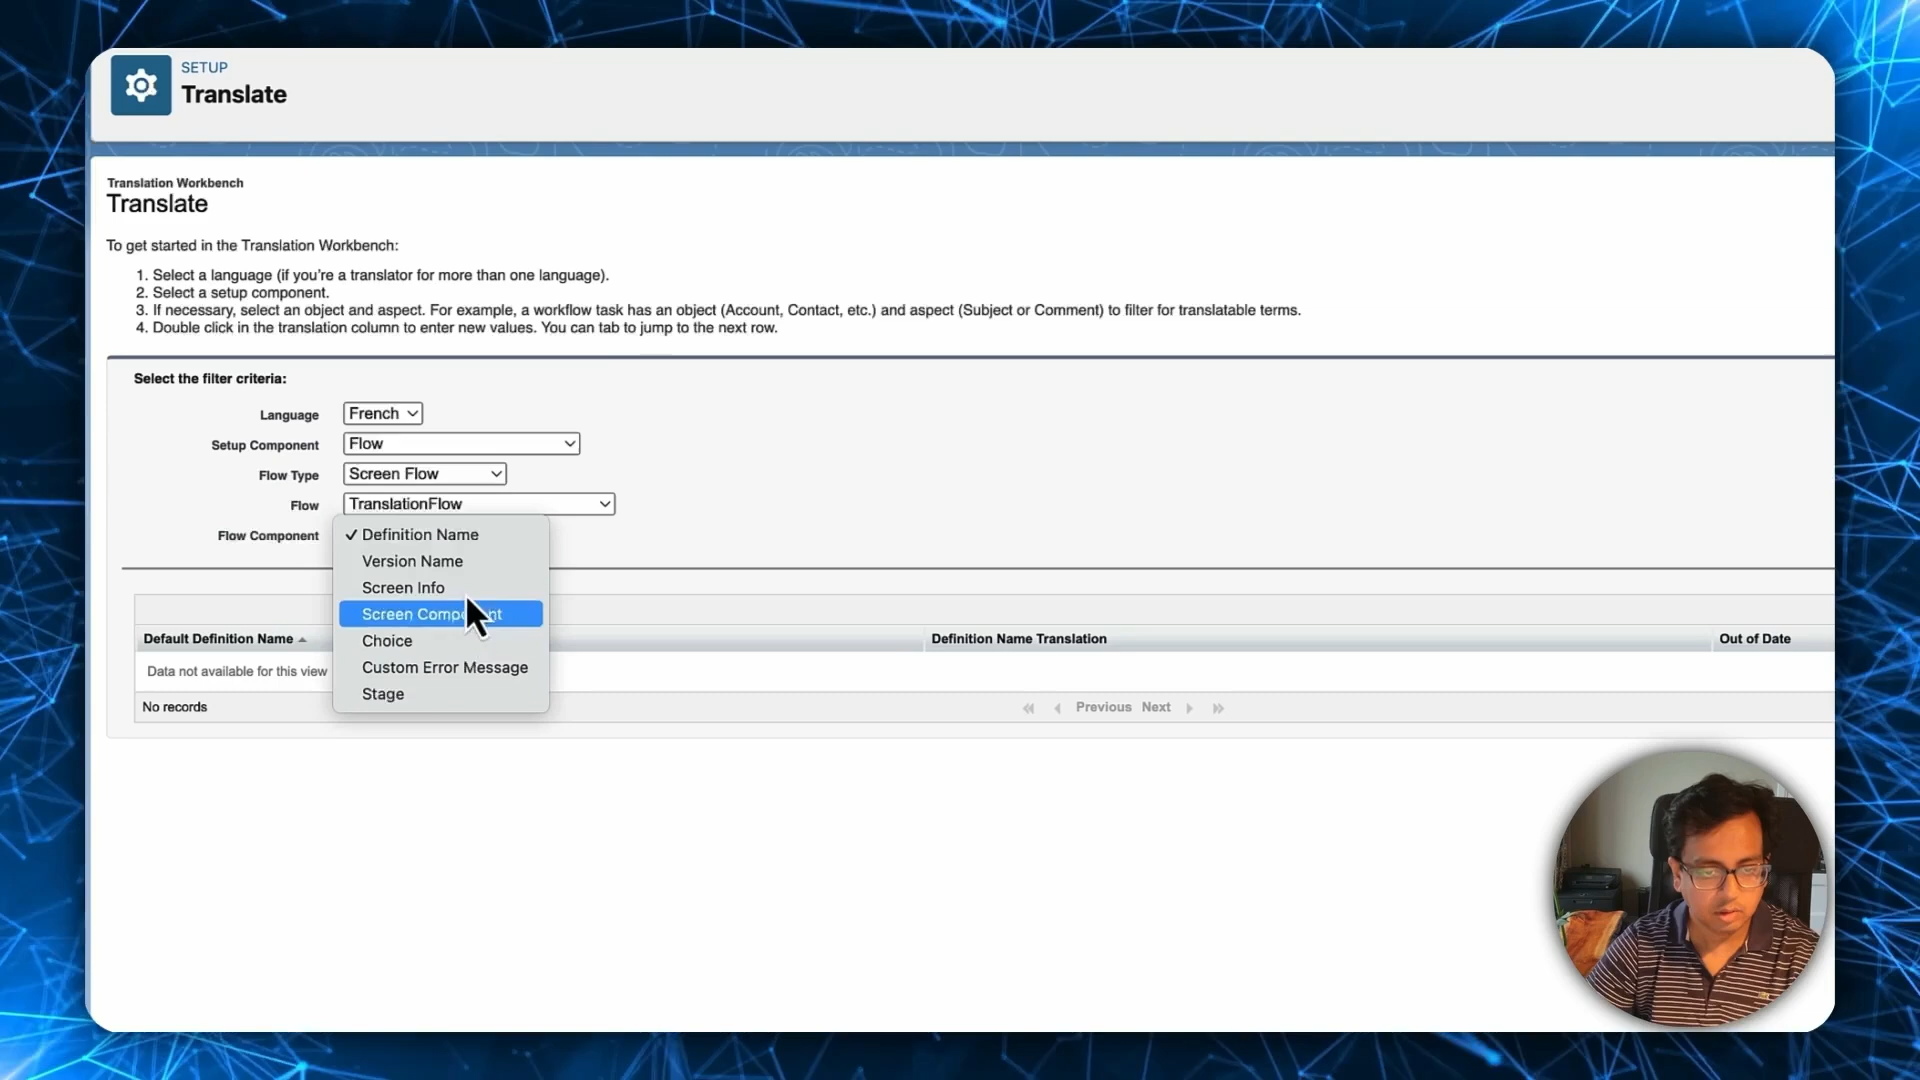 SETUP
Translate
Translation Workbench
Translate
To get started in the Translation Workbench:
1. Select a language (if you're a translator for more than one language).
2. Select a setup component.
3. If necessary, select an object and aspect. For example, a workflow task has an object (Account, Contact, etc.) and aspect (Subject or Comment) to filter for translatable terms.
4. Double click in the translation column to enter new values. You can tab to jump to the next row.
Select the filter criteria:
Language French
Setup Component Flow
Flow Type Screen Flow
Flow TranslationFlow
Flow Component
✓ Definition Name
Version Name
Screen Info
Screen Component
Choice
Custom Error Message
Stage
Default Definition Name Definition Name Translation Out of Date
Data not available for this view
No records Previous Next